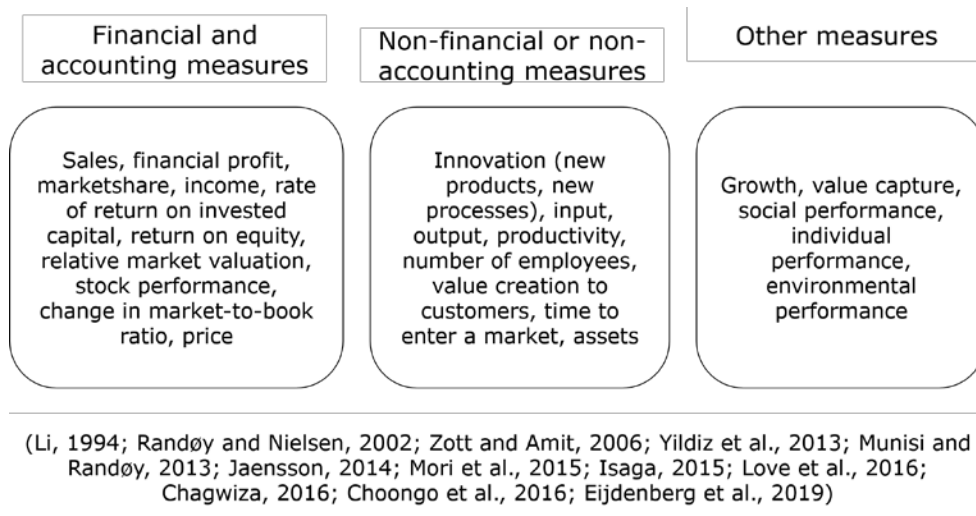 Financial and
accounting measures
Non-financial or non-
accounting measures
Other measures
Sales, financial profit,
marketshare, income, rate
of return on invested
capital, return on equity,
relative market valuation,
stock performance,
change in market-to-book
ratio, price
Innovation (new
products, new
processes), input,
output, productivity,
number of employees,
value creation to
customers, time to
enter a market, assets
Growth, value capture,
social performance,
individual
performance,
environmental
performance
(Li, 1994; Randøy and Nielsen, 2002; Zott and Amit, 2006; Yildiz et al., 2013; Munisi and
Randøy, 2013; Jaensson, 2014; Mori et al., 2015; Isaga, 2015; Love et al., 2016;
Chagwiza, 2016; Choongo et al., 2016; Eijdenberg et al., 2019)